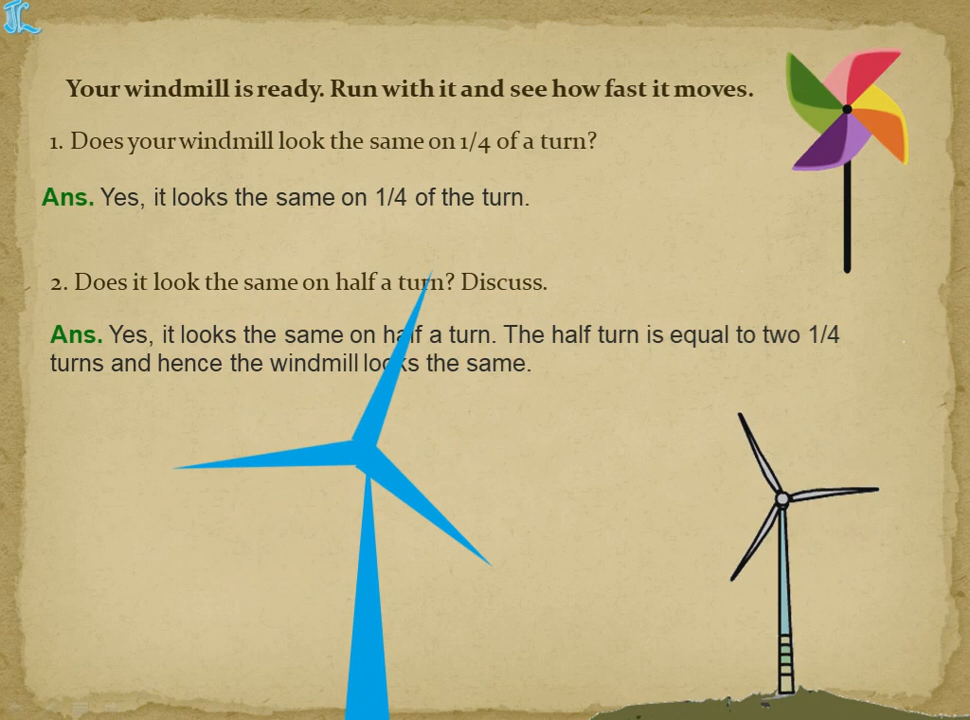 JL
Your windmill is ready. Run with it and see how fast it moves.
1. Does your windmill look the same on 1/4 of a turn?
Ans. Yes, it looks the same on 1/4 of the turn.
2. Does it look the same on half a turn? Discuss.
Ans. Yes, it looks the same on half a turn. The half turn is equal to two 1/4
turns and hence the windmill looks the same.